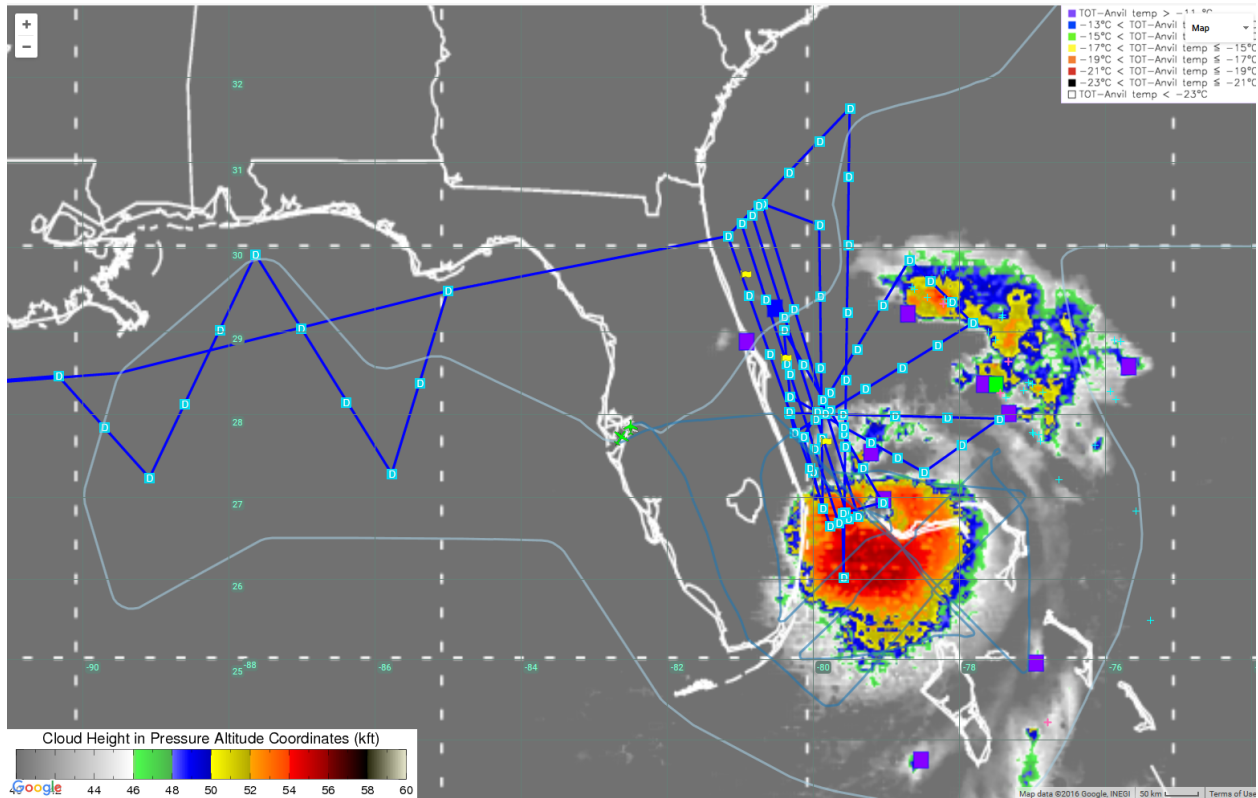 +
−
TOT-Anvil temp > −11 °C
−13°C < TOT-Anvil t
Map
−15°C < TOT-Anvil t
−17°C < TOT-Anvil temp ≤ −15°C
−19°C < TOT-Anvil temp ≤ −17°C
−21°C < TOT-Anvil temp ≤ −19°C
−23°C < TOT-Anvil temp ≤ −21°C
TOT-Anvil temp < −23°C
32
31
30
29
28
27
26
25
-90
-88
-86
-84
-82
-80
-78
-76
D
Cloud Height in Pressure Altitude Coordinates (kft)
44
46
48
50
52
54
56
58
60
Google
Map data ©2016 Google, INEGI
50 km
Terms of Use